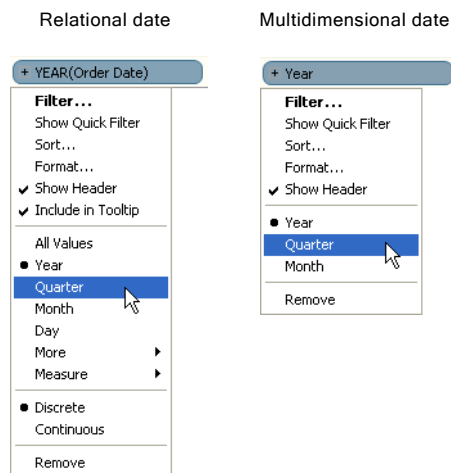 Relational date
+ YEAR(Order Date)
Filter...
Show Quick Filter
Sort...
Format...
Show Header
Include in Tooltip
All Values
Year
Quarter
Month
Day
More
Measure
Discrete
Continuous
Remove
Multidimensional date
+ Year
Filter...
Show Quick Filter
Sort...
Format...
Show Header
Year
Quarter
Month
Remove